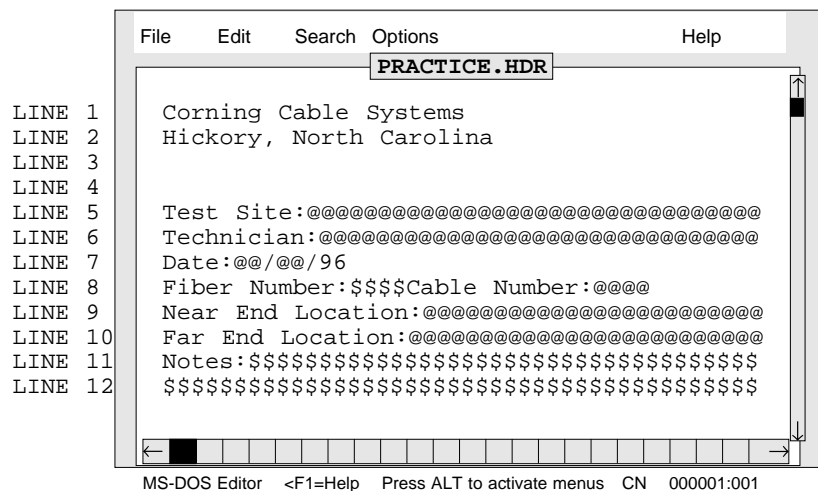 File Edit Search Options Help
PRACTICE.HDR
LINE 1 Corning Cable Systems
LINE 2 Hickory, North Carolina
LINE 3
LINE 4
LINE 5 Test Site:@@@@@@@@@@@@@@@@@@@@@@@@@@@@@@@@
LINE 6 Technician:@@@@@@@@@@@@@@@@@@@@@@@@@@@@@@@
LINE 7 Date:@@/@@/96
LINE 8 Fiber Number:$$$$Cable Number:@@@@
LINE 9 Near End Location:@@@@@@@@@@@@@@@@@@@@@@@@
LINE 10 Far End Location:@@@@@@@@@@@@@@@@@@@@@@@@@
LINE 11 Notes:$$$$$$$$$$$$$$$$$$$$$$$$$$$$$$$$$$$$
LINE 12 $$$$$$$$$$$$$$$$$$$$$$$$$$$$$$$$$$$$$$$$$$
MS-DOS Editor <F1=Help Press ALT to activate menus CN 000001:001